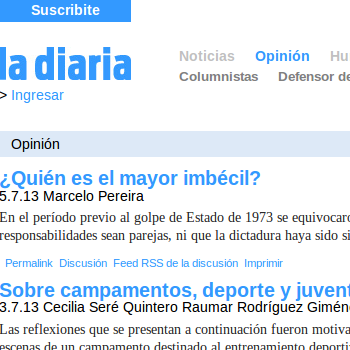 Suscribite
la diaria
Noticias Opinión Hu
Columnistas Defensor de
> Ingresar
Opinión
¿Quién es el mayor imbécil?
5.7.13 Marcelo Pereira
En el período previo al golpe de Estado de 1973 se equivocaro
responsabilidades sean parejas, ni que la dictadura haya sido si
Permalink Discusión Feed RSS de la discusión Imprimir
Sobre campamentos, deporte y juvent
3.7.13 Cecilia Seré Quintero Raumar Rodríguez Gimén
Las reflexiones que se presentan a continuación fueron motiva
escenas de un campamento destinado al entrenamiento deporti